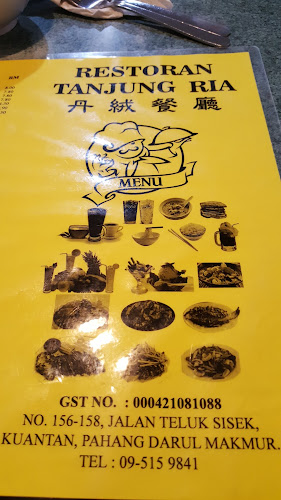 RESTORAN
TANJUNG RIA
丹絨餐廳
MENU
GST NO. : 000421081088
NO. 156-158, JALAN TELUK SISEK,
KUANTAN, PAHANG DARUL MAKMUR.
TEL : 09-515 9841
RM